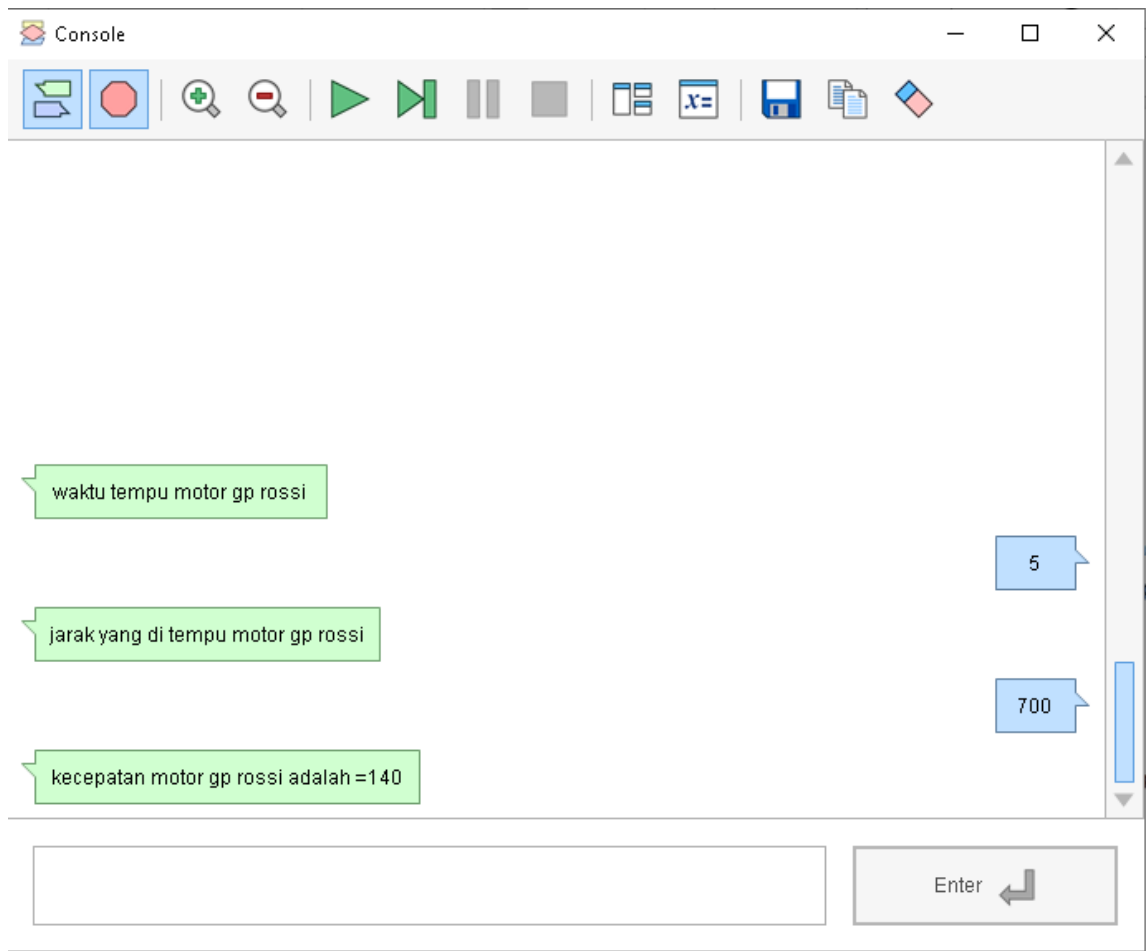 Console
x=
waktu tempu motor gp rossi
5
jarak yang di tempu motor gp rossi
700
kecepatan motor gp rossi adalah =140
Enter